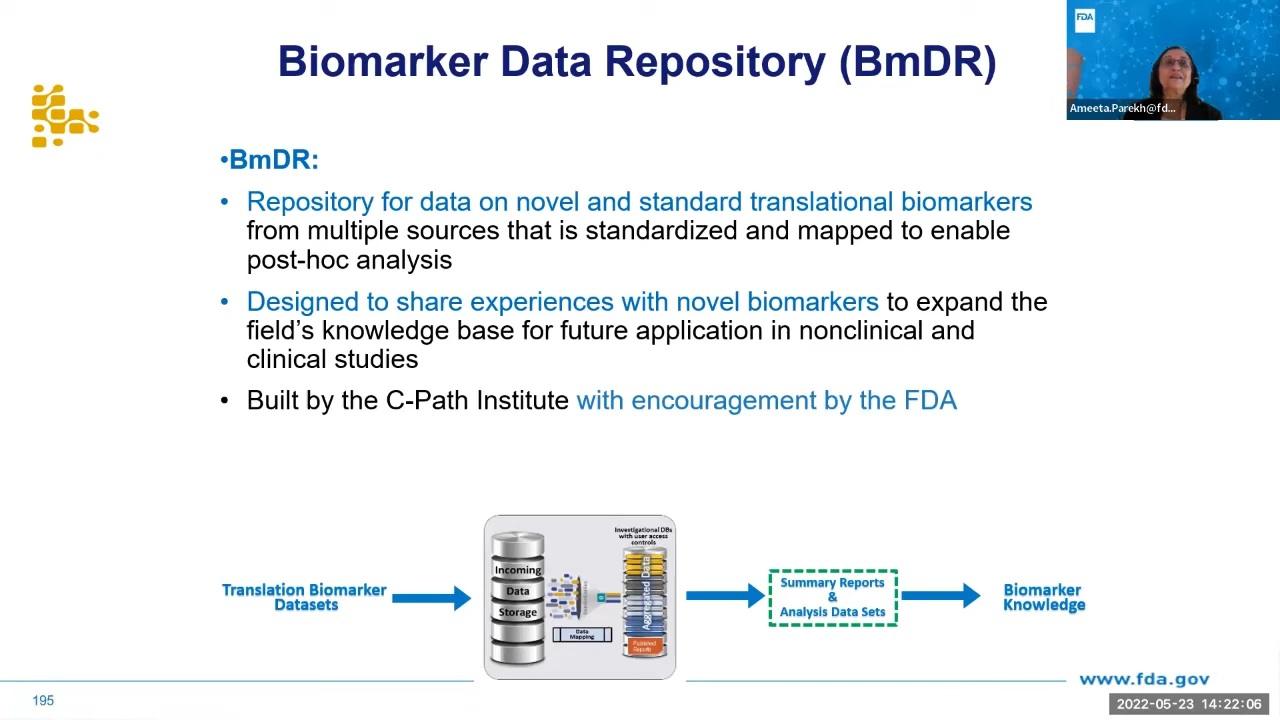 Biomarker Data Repository (BmDR)
FDA
Ameeta.Parekh@fd...
•BmDR:
• Repository for data on novel and standard translational biomarkers
from multiple sources that is standardized and mapped to enable
post-hoc analysis
• Designed to share experiences with novel biomarkers to expand the
field’s knowledge base for future application in nonclinical and
clinical studies
• Built by the C-Path Institute with encouragement by the FDA
Translation Biomarker
Datasets
Incoming
Data
Storage
Data
Mapping
Investigational DBs
with user access
controls
Aggregated Data
Published
Reports
Summary Reports
&
Analysis Data Sets
Biomarker
Knowledge
www.fda.gov
195
2022-05-23 14:22:06